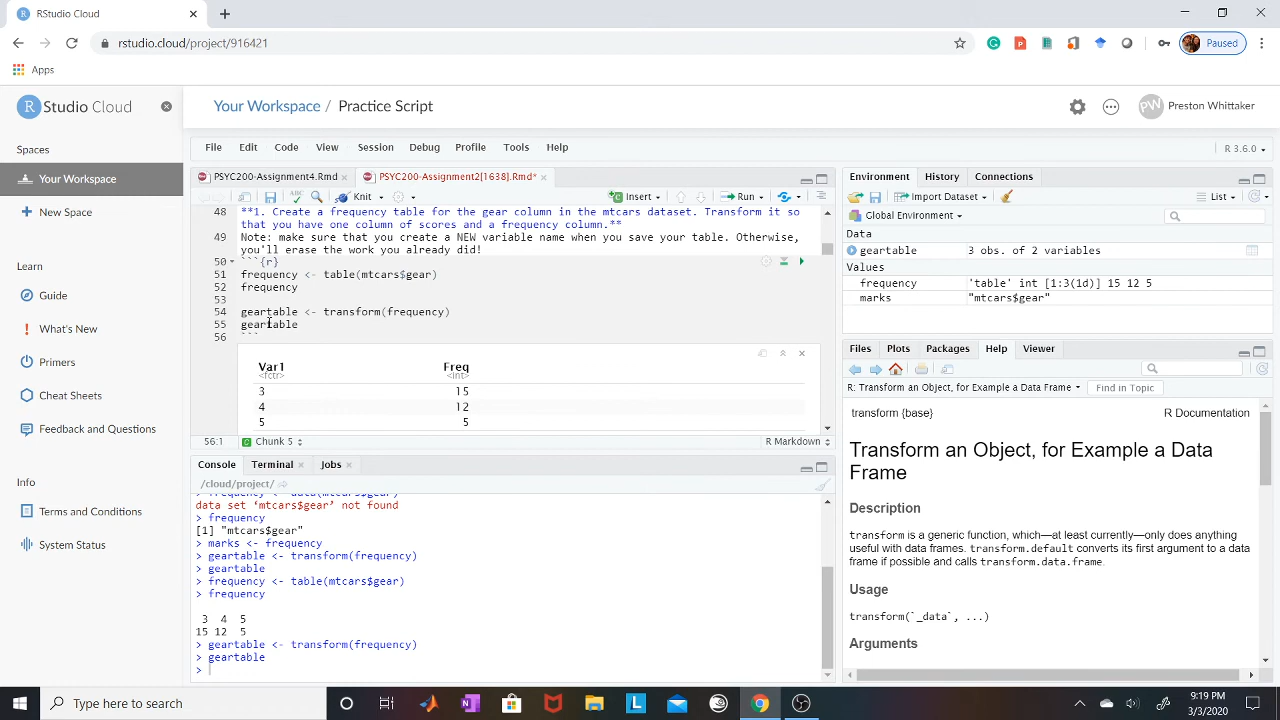 RStudio Cloud
rstudio.cloud/project/916421
Paused
Apps
R Studio Cloud
Your Workspace / Practice Script
PW Preston Whittaker
Spaces
Your Workspace
New Space
Learn
Guide
What's New
Primers
Cheat Sheets
Feedback and Questions
Info
Terms and Conditions
System Status
File Edit Code View Session Debug Profile Tools Help
R 3.6.0
PSYC200-Assignment4.Rmd PSYC200-Assignment2[1638].Rmd*
ABC Knit Insert Run
48 **1. Create a frequency table for the gear column in the mtcars dataset. Transform it so
that you have one column of scores and a frequency column.**
49 Note: make sure that you create a NEW variable name when you save your table. Otherwise,
you'll erase the work you already did!
50 ```{r}
51 frequency <- table(mtcars$gear)
52 frequency
53
54 geartable <- transform(frequency)
55 geartable
56 ```
Var1 Freq
<fctr> <int>
3 15
4 12
5 5
56:1 Chunk 5 R Markdown
Console Terminal Jobs
/cloud/project/
> frequency <- data(mtcars$gear)
data set ‘mtcars$gear’ not found
> frequency
[1] "mtcars$gear"
> marks <- frequency
> geartable <- transform(frequency)
> geartable
> frequency <- table(mtcars$gear)
> frequency
3 4 5
15 12 5
> geartable <- transform(frequency)
> geartable
>
Environment History Connections
Import Dataset List
Global Environment
Data
geartable 3 obs. of 2 variables
Values
frequency 'table' int [1:3(1d)] 15 12 5
marks "mtcars$gear"
Files Plots Packages Help Viewer
R: Transform an Object, for Example a Data Frame Find in Topic
transform {base} R Documentation
Transform an Object, for Example a Data
Frame
Description
transform is a generic function, which—at least currently—only does anything
useful with data frames. transform.default converts its first argument to a data
frame if possible and calls transform.data.frame.
Usage
transform(`_data`, ...)
Arguments
Type here to search
9:19 PM
3/3/2020